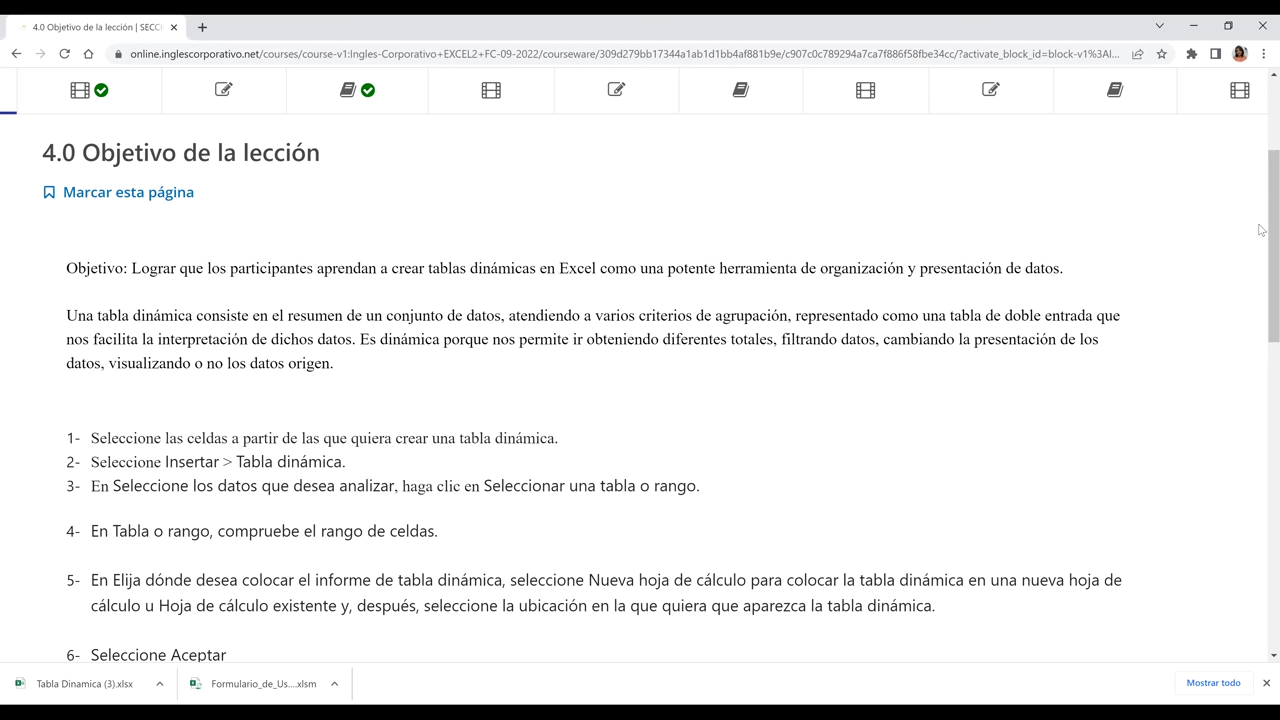 4.0 Objetivo de la lección | SECCI
online.inglescorporativo.net/courses/course-v1:Ingles-Corporativo+EXCEL2+FC-09-2022/courseware/309d279bb17344a1ab1d1bb4af881b9e/c907c0c789294a7ca7f886f58fbe34cc/?activate_block_id=block-v1%3AI...
4.0 Objetivo de la lección
Marcar esta página
Objetivo: Lograr que los participantes aprendan a crear tablas dinámicas en Excel como una potente herramienta de organización y presentación de datos.
Una tabla dinámica consiste en el resumen de un conjunto de datos, atendiendo a varios criterios de agrupación, representado como una tabla de doble entrada que
nos facilita la interpretación de dichos datos. Es dinámica porque nos permite ir obteniendo diferentes totales, filtrando datos, cambiando la presentación de los
datos, visualizando o no los datos origen.
1- Seleccione las celdas a partir de las que quiera crear una tabla dinámica.
2- Seleccione Insertar > Tabla dinámica.
3- En Seleccione los datos que desea analizar, haga clic en Seleccionar una tabla o rango.
4- En Tabla o rango, compruebe el rango de celdas.
5- En Elija dónde desea colocar el informe de tabla dinámica, seleccione Nueva hoja de cálculo para colocar la tabla dinámica en una nueva hoja de
cálculo u Hoja de cálculo existente y, después, seleccione la ubicación en la que quiera que aparezca la tabla dinámica.
6- Seleccione Aceptar
Tabla Dinamica (3).xlsx
Formulario_de_Us....xlsm
Mostrar todo